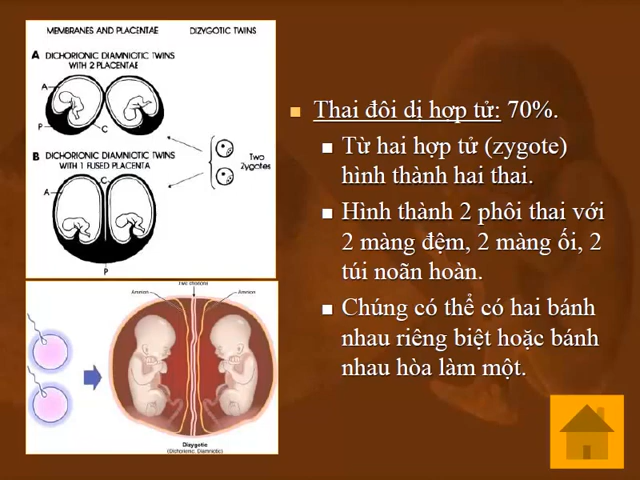 MEMBRANES AND PLACENTAE
DIZYGOTIC TWINS
A DICHORIONIC DIAMNIOTIC TWINS
WITH 2 PLACENTAE
A
P
C
B DICHORIONIC DIAMNIOTIC TWINS
WITH 1 FUSED PLACENTA
C
A
P
Two
Zygotes
Two chorions
Amnion
Amnion
Dizygotic
(Dichorionic, Diamniotic)
Thai đôi dị hợp tử: 70%.
Từ hai hợp tử (zygote)
hình thành hai thai.
Hình thành 2 phôi thai với
2 màng đệm, 2 màng ối, 2
túi noãn hoàn.
Chúng có thể có hai bánh
nhau riêng biệt hoặc bánh
nhau hòa làm một.